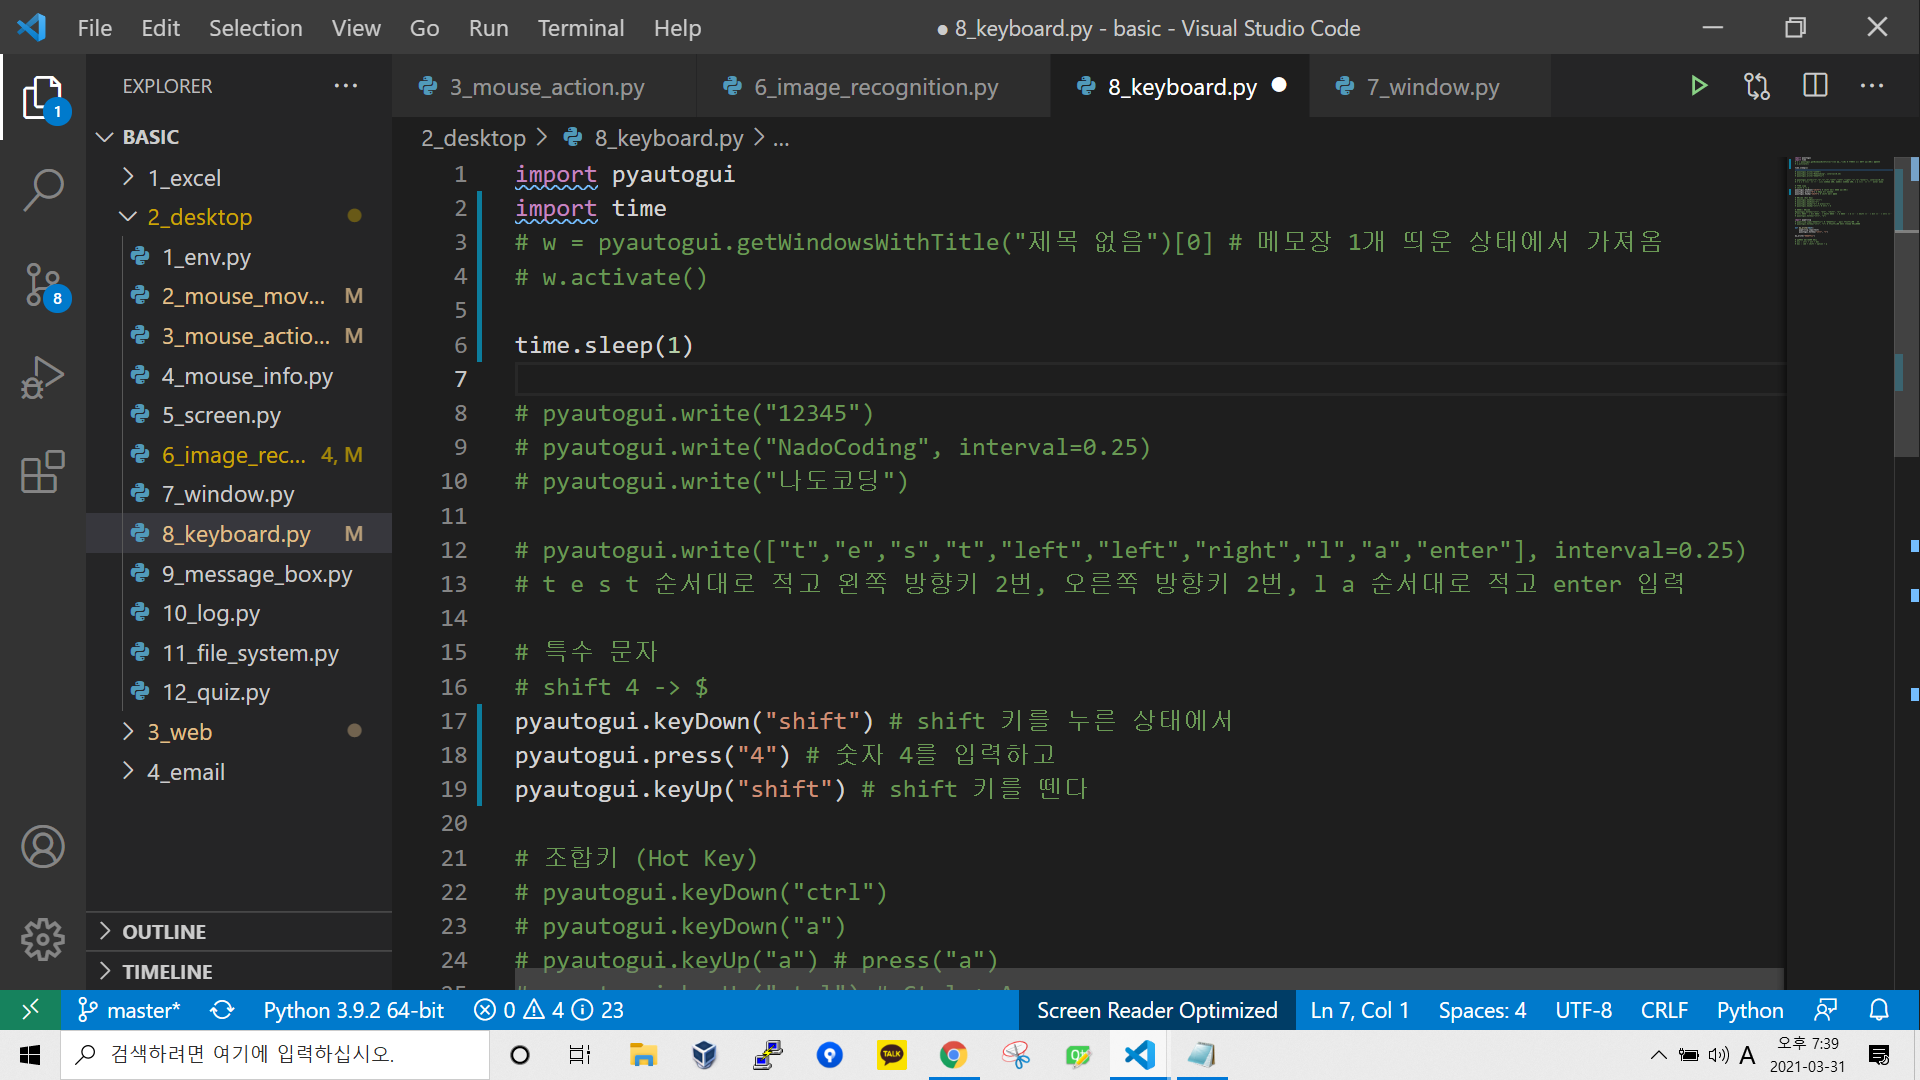 File Edit Selection View Go Run Terminal Help
● 8_keyboard.py - basic - Visual Studio Code
EXPLORER ...
3_mouse_action.py 6_image_recognition.py 8_keyboard.py 7_window.py
1
8
BASIC
1_excel
2_desktop
1_env.py
2_mouse_mov... M
3_mouse_actio... M
4_mouse_info.py
5_screen.py
6_image_rec... 4, M
7_window.py
8_keyboard.py M
9_message_box.py
10_log.py
11_file_system.py
12_quiz.py
3_web
4_email
OUTLINE
TIMELINE
2_desktop > 8_keyboard.py > ...
1 import pyautogui
2 import time
3 # w = pyautogui.getWindowsWithTitle("제목 없음")[0] # 메모장 1개 띄운 상태에서 가져옴
4 # w.activate()
5
6 time.sleep(1)
7
8 # pyautogui.write("12345")
9 # pyautogui.write("NadoCoding", interval=0.25)
10 # pyautogui.write("나도코딩")
11
12 # pyautogui.write(["t","e","s","t","left","left","right","l","a","enter"], interval=0.25)
13 # t e s t 순서대로 적고 왼쪽 방향키 2번, 오른쪽 방향키 2번, l a 순서대로 적고 enter 입력
14
15 # 특수 문자
16 # shift 4 -> $
17 pyautogui.keyDown("shift") # shift 키를 누른 상태에서
18 pyautogui.press("4") # 숫자 4를 입력하고
19 pyautogui.keyUp("shift") # shift 키를 뗀다
20
21 # 조합키 (Hot Key)
22 # pyautogui.keyDown("ctrl")
23 # pyautogui.keyDown("a")
24 # pyautogui.keyUp("a") # press("a")
master* Python 3.9.2 64-bit 0 4 23 Screen Reader Optimized Ln 7, Col 1 Spaces: 4 UTF-8 CRLF Python
검색하려면 여기에 입력하십시오.
TALK
A
오후 7:39
2021-03-31